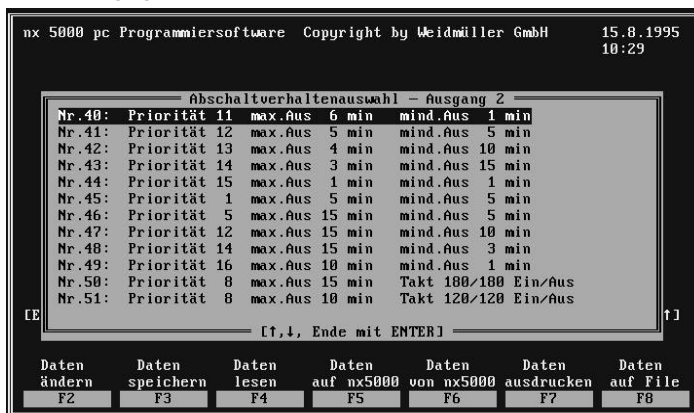 nx 5000 pc Programmiersoftware Copyright by Weidmüller GmbH 15.8.1995
10:29
Abschaltverhaltenauswahl - Ausgang 2
Nr.40: Priorität 11 max.Aus 6 min mind.Aus 1 min
Nr.41: Priorität 12 max.Aus 5 min mind.Aus 5 min
Nr.42: Priorität 13 max.Aus 4 min mind.Aus 10 min
Nr.43: Priorität 14 max.Aus 3 min mind.Aus 15 min
Nr.44: Priorität 15 max.Aus 1 min mind.Aus 1 min
Nr.45: Priorität 1 max.Aus 5 min mind.Aus 5 min
Nr.46: Priorität 5 max.Aus 15 min mind.Aus 5 min
Nr.47: Priorität 12 max.Aus 15 min mind.Aus 10 min
Nr.48: Priorität 14 max.Aus 15 min mind.Aus 3 min
Nr.49: Priorität 16 max.Aus 10 min mind.Aus 1 min
Nr.50: Priorität 8 max.Aus 15 min Takt 180/180 Ein/Aus
Nr.51: Priorität 8 max.Aus 10 min Takt 120/120 Ein/Aus
[E ↑]
[↑,↓, Ende mit ENTER]
Daten Daten Daten Daten Daten Daten Daten
ändern speichern lesen auf nx5000 von nx5000 ausdrucken auf File
F2 F3 F4 F5 F6 F7 F8